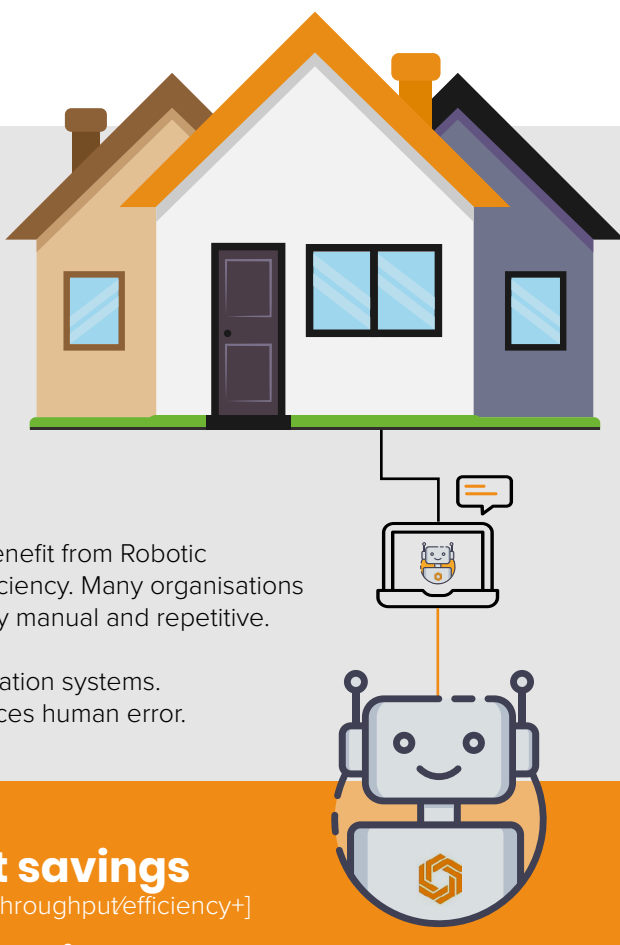 enefit from Robotic
ciency. Many organisations
y manual and repetitive.
ation systems.
ces human error.
t savings
hroughput/efficiency+]